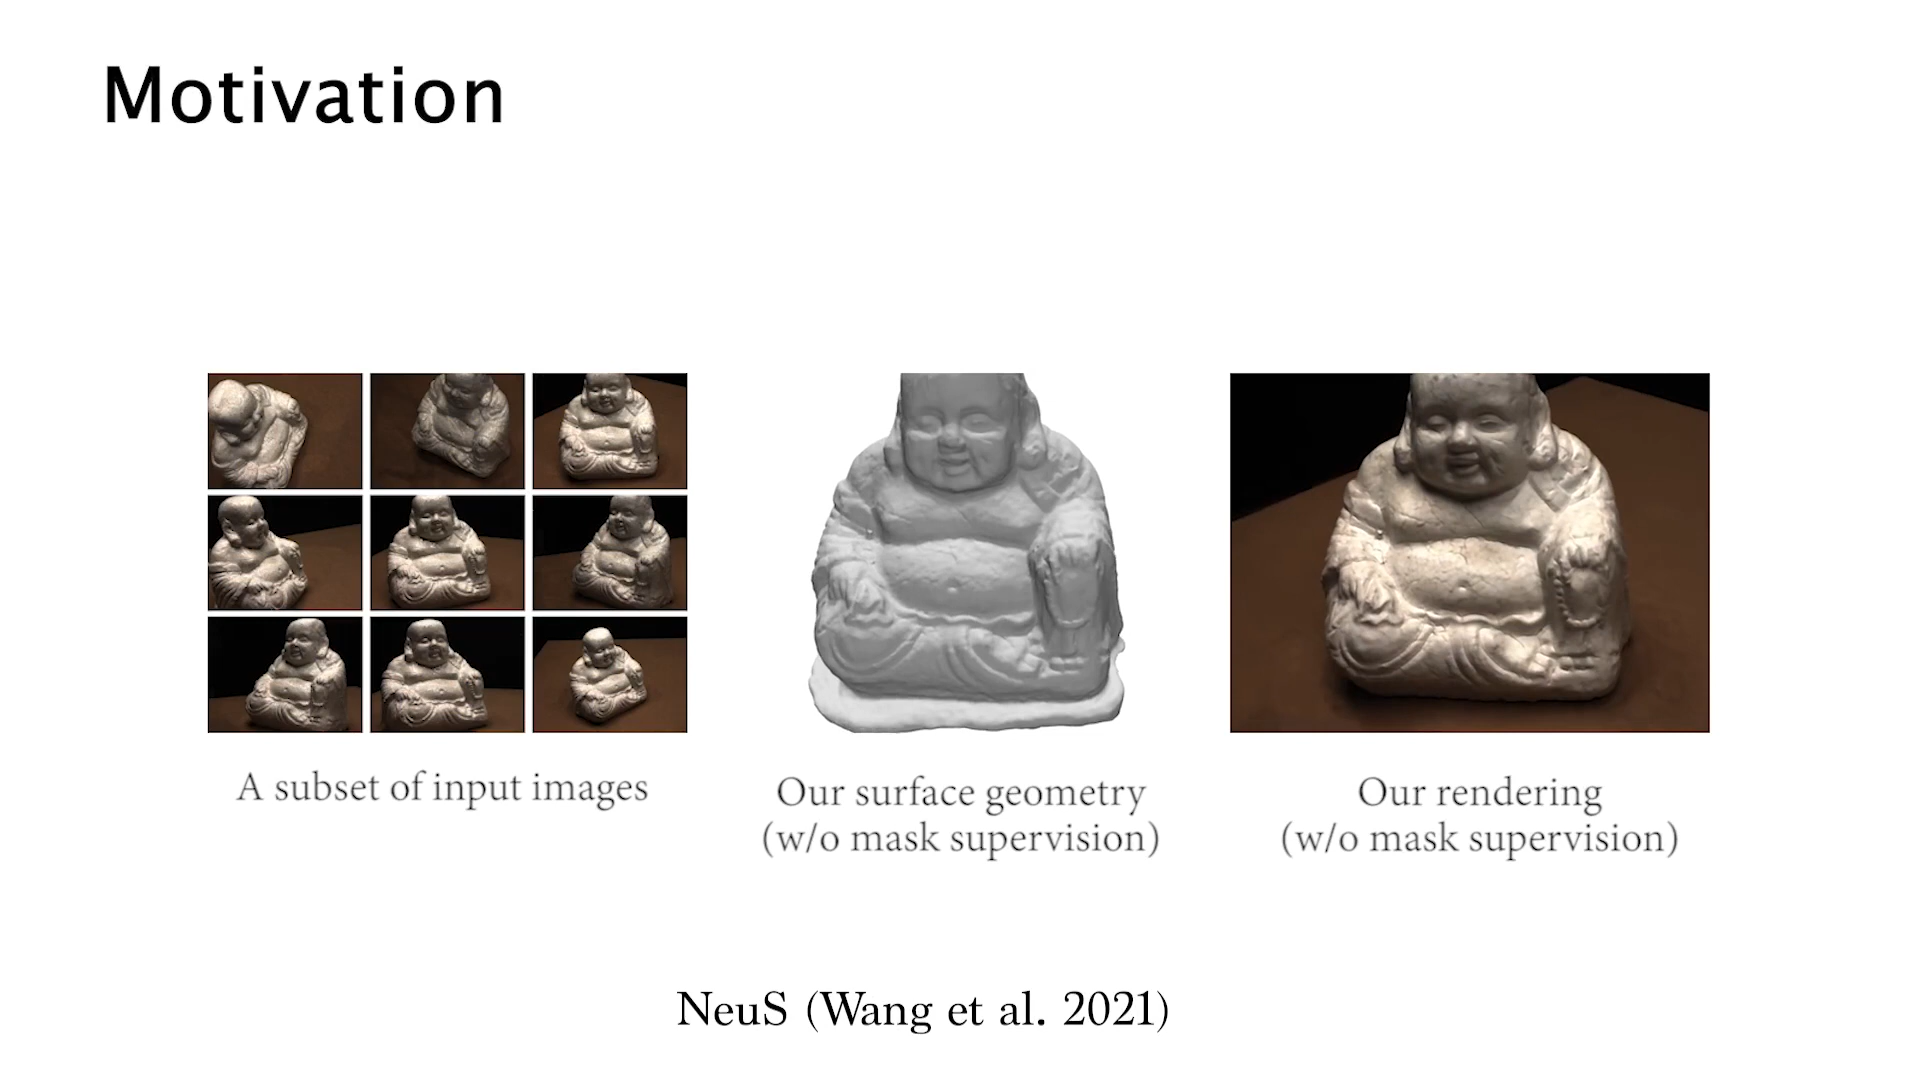 Motivation
A subset of input images
Our surface geometry
(w/o mask supervision)
Our rendering
(w/o mask supervision)
NeuS (Wang et al. 2021)